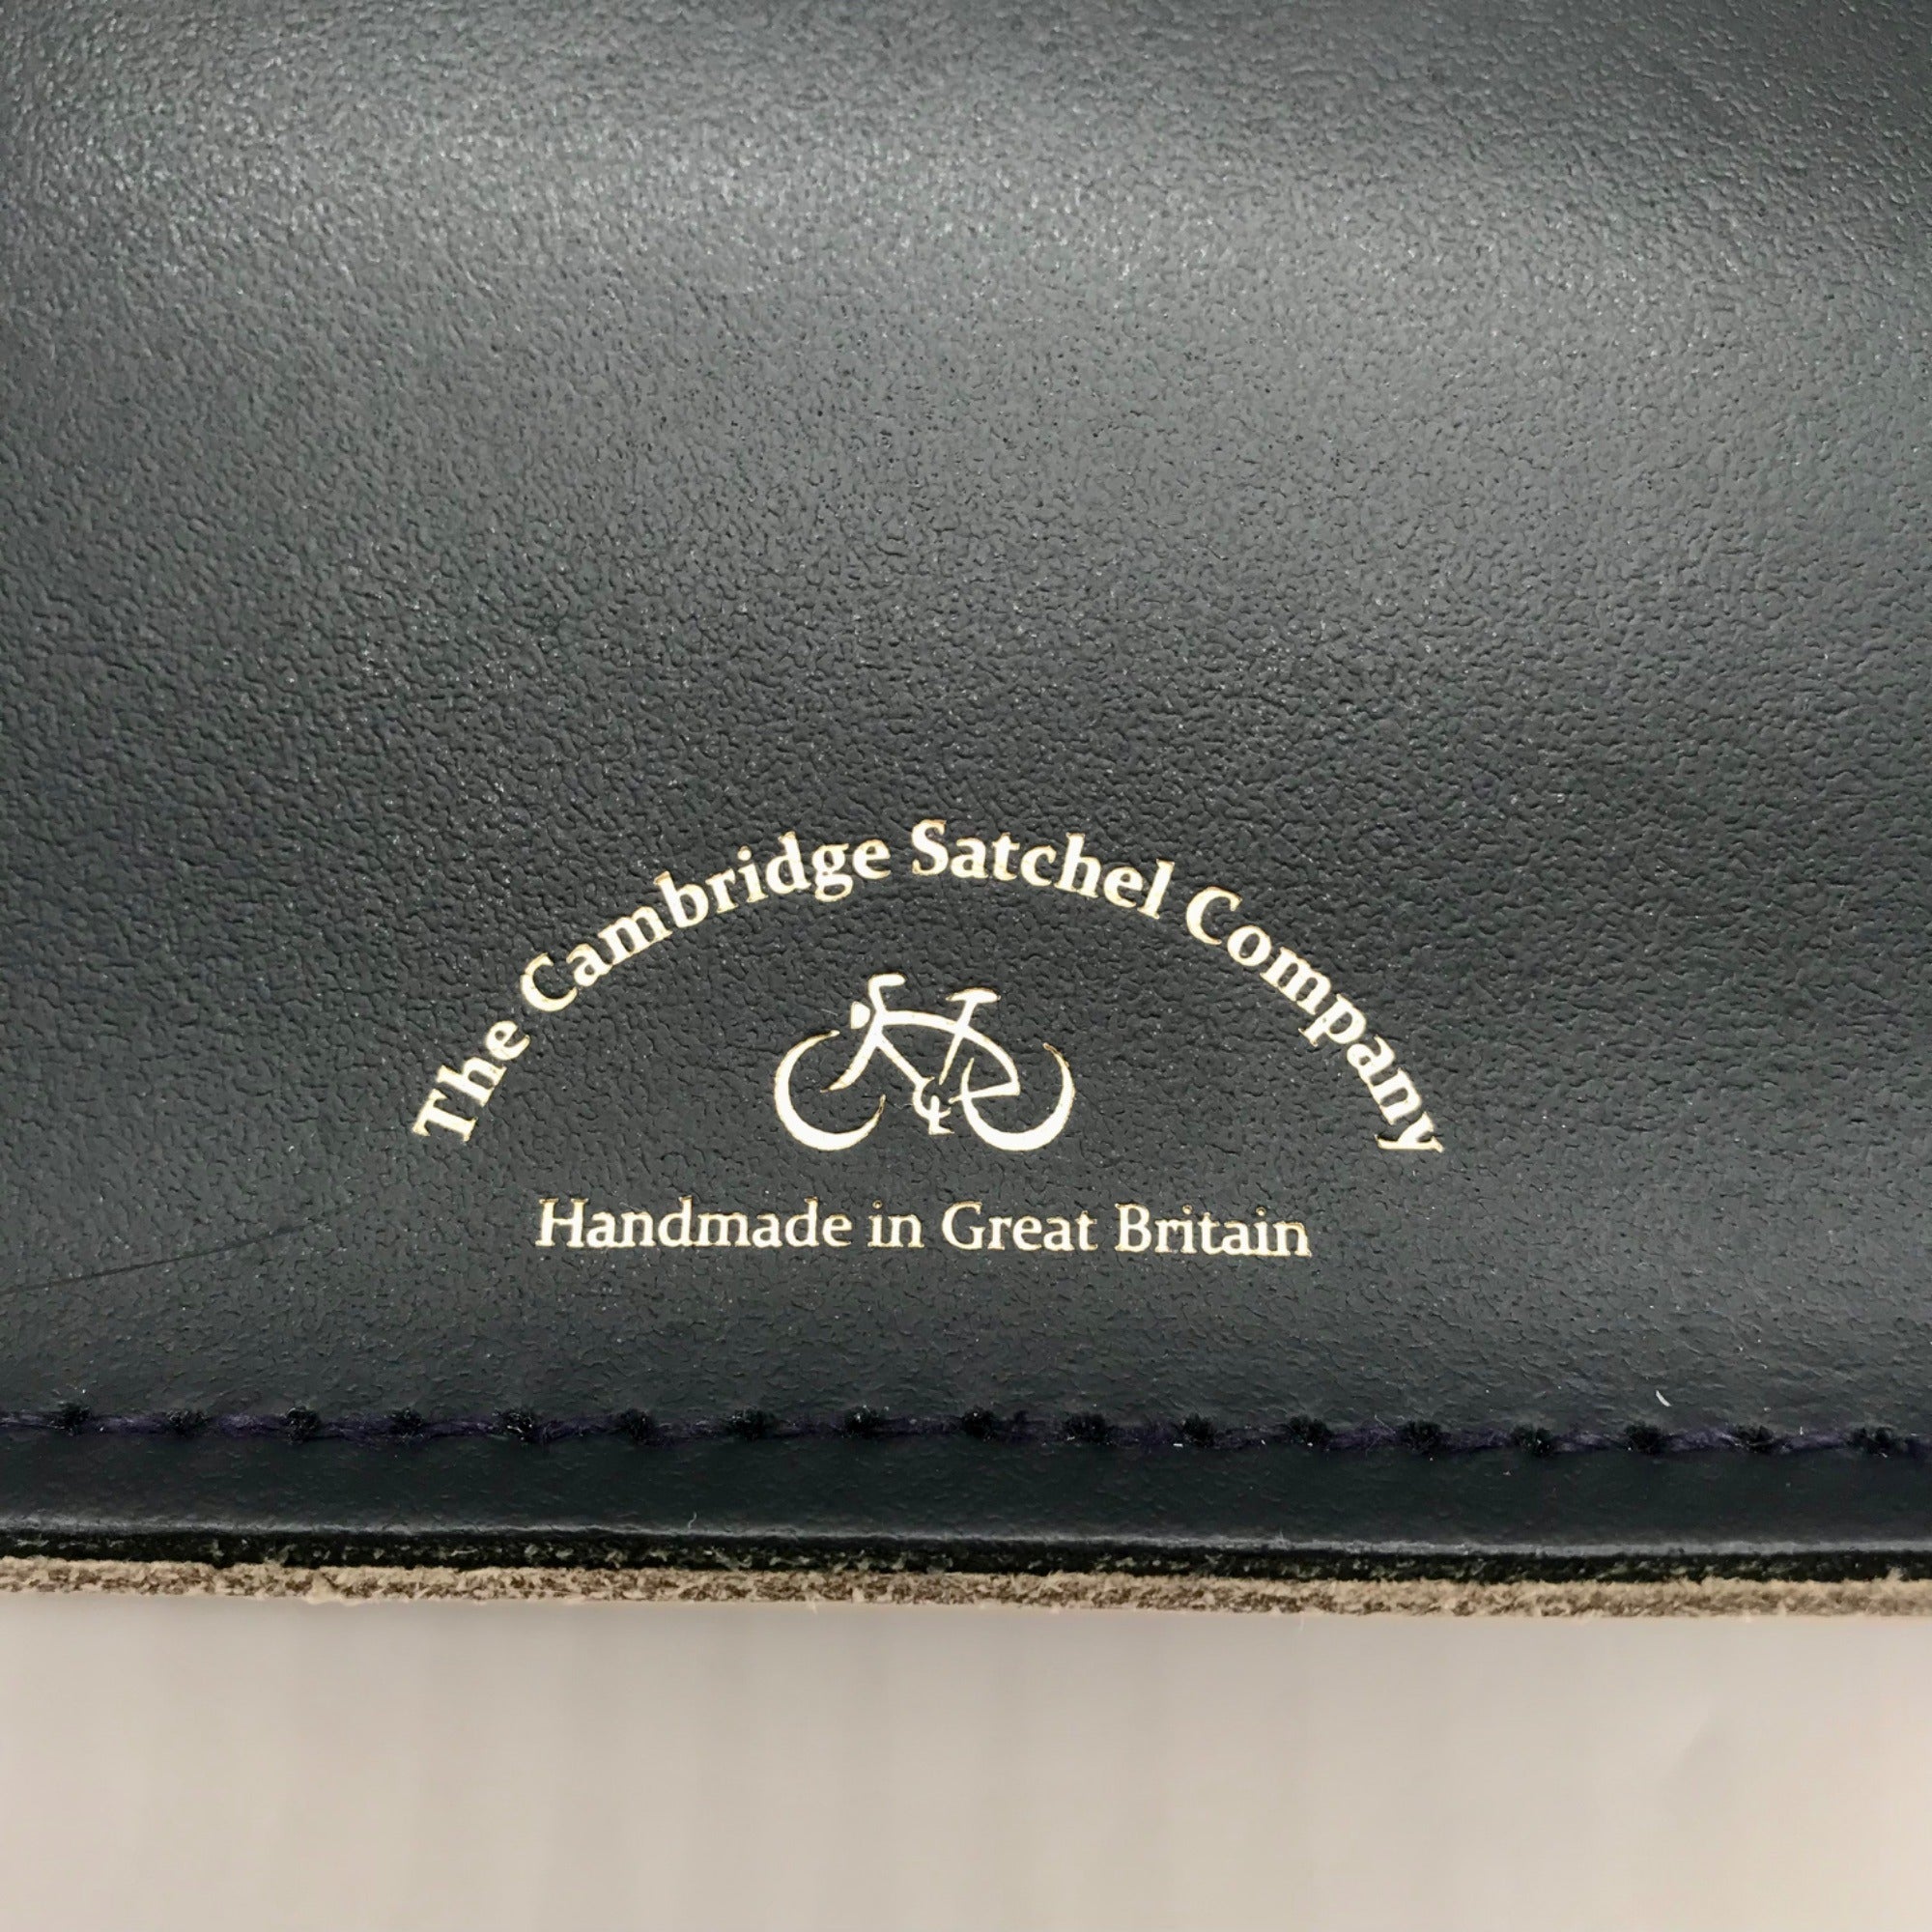 The Cambridge Satchel Company
Handmade in Great Britain